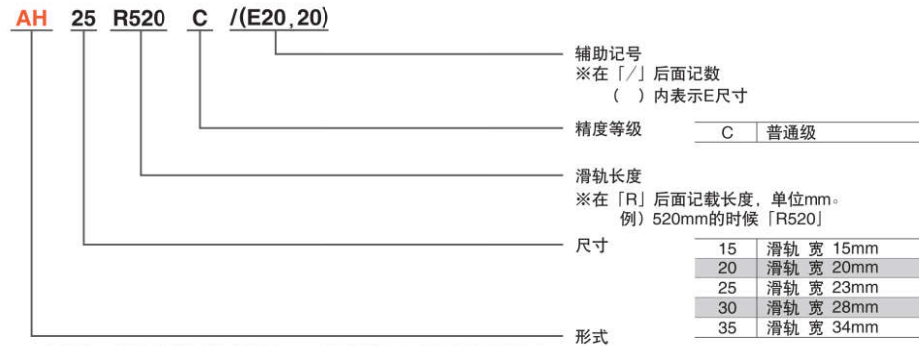 AH 25 R520 C /(E20,20)
辅助记号
※在「/」后面记数
( )内表示E尺寸
精度等级 C 普通级
滑轨长度
※在「R」后面记载长度，单位mm。
例）520mm的时候「R520」
尺寸 15 滑轨 宽 15mm
20 滑轨 宽 20mm
25 滑轨 宽 23mm
30 滑轨 宽 28mm
35 滑轨 宽 34mm
形式